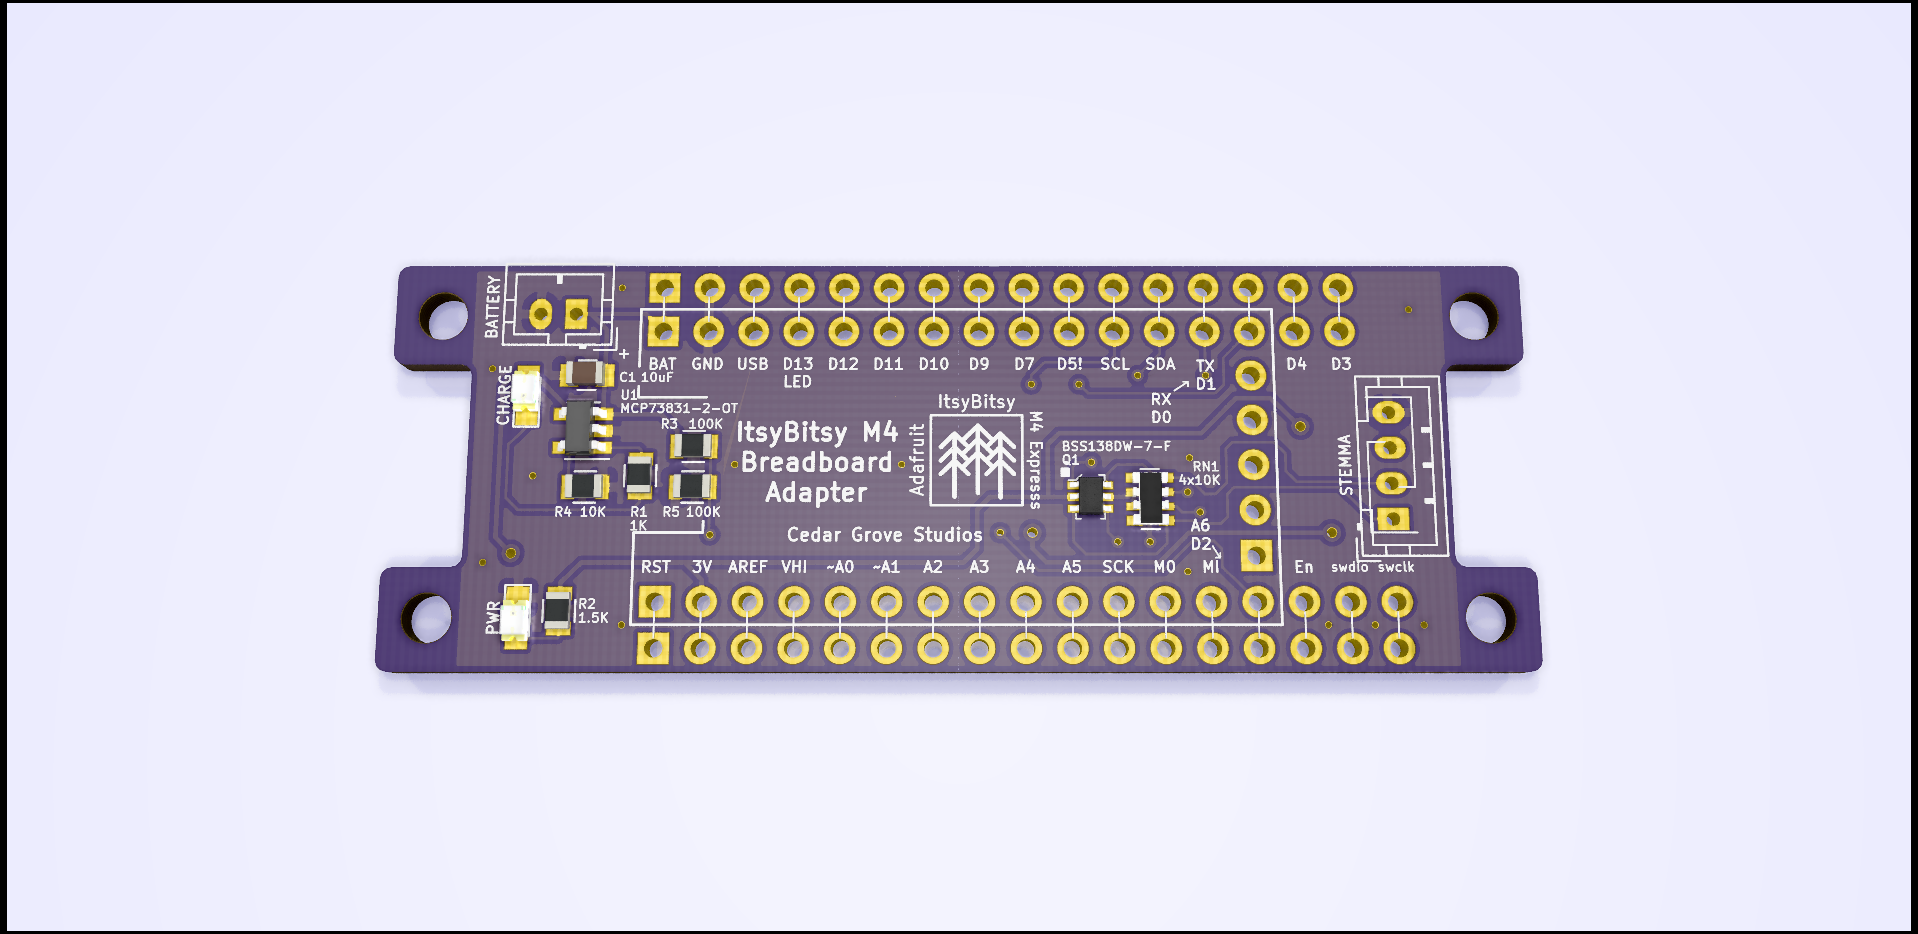 BATTERY
+
BAT GND USB D13 D12 D11 D10 D9 D7 D5! SCL SDA TX D4 D3
LED
D1
RX
D0
CHARGE
C1 10uF
U1
MCP73831-2-OT
R3 100K
R4 10K
R1
1K
R5 100K
ItsyBitsy M4
Breadboard
Adapter
Cedar Grove Studios
ItsyBitsy
Adafruit
M4 Expresss
BSS138DW-7-F
Q1
RN1
4x10K
STEMMA
A6
D2
RST 3V AREF VHI ~A0 ~A1 A2 A3 A4 A5 SCK MO MI En swdio swclk
PWR
R2
1.5K